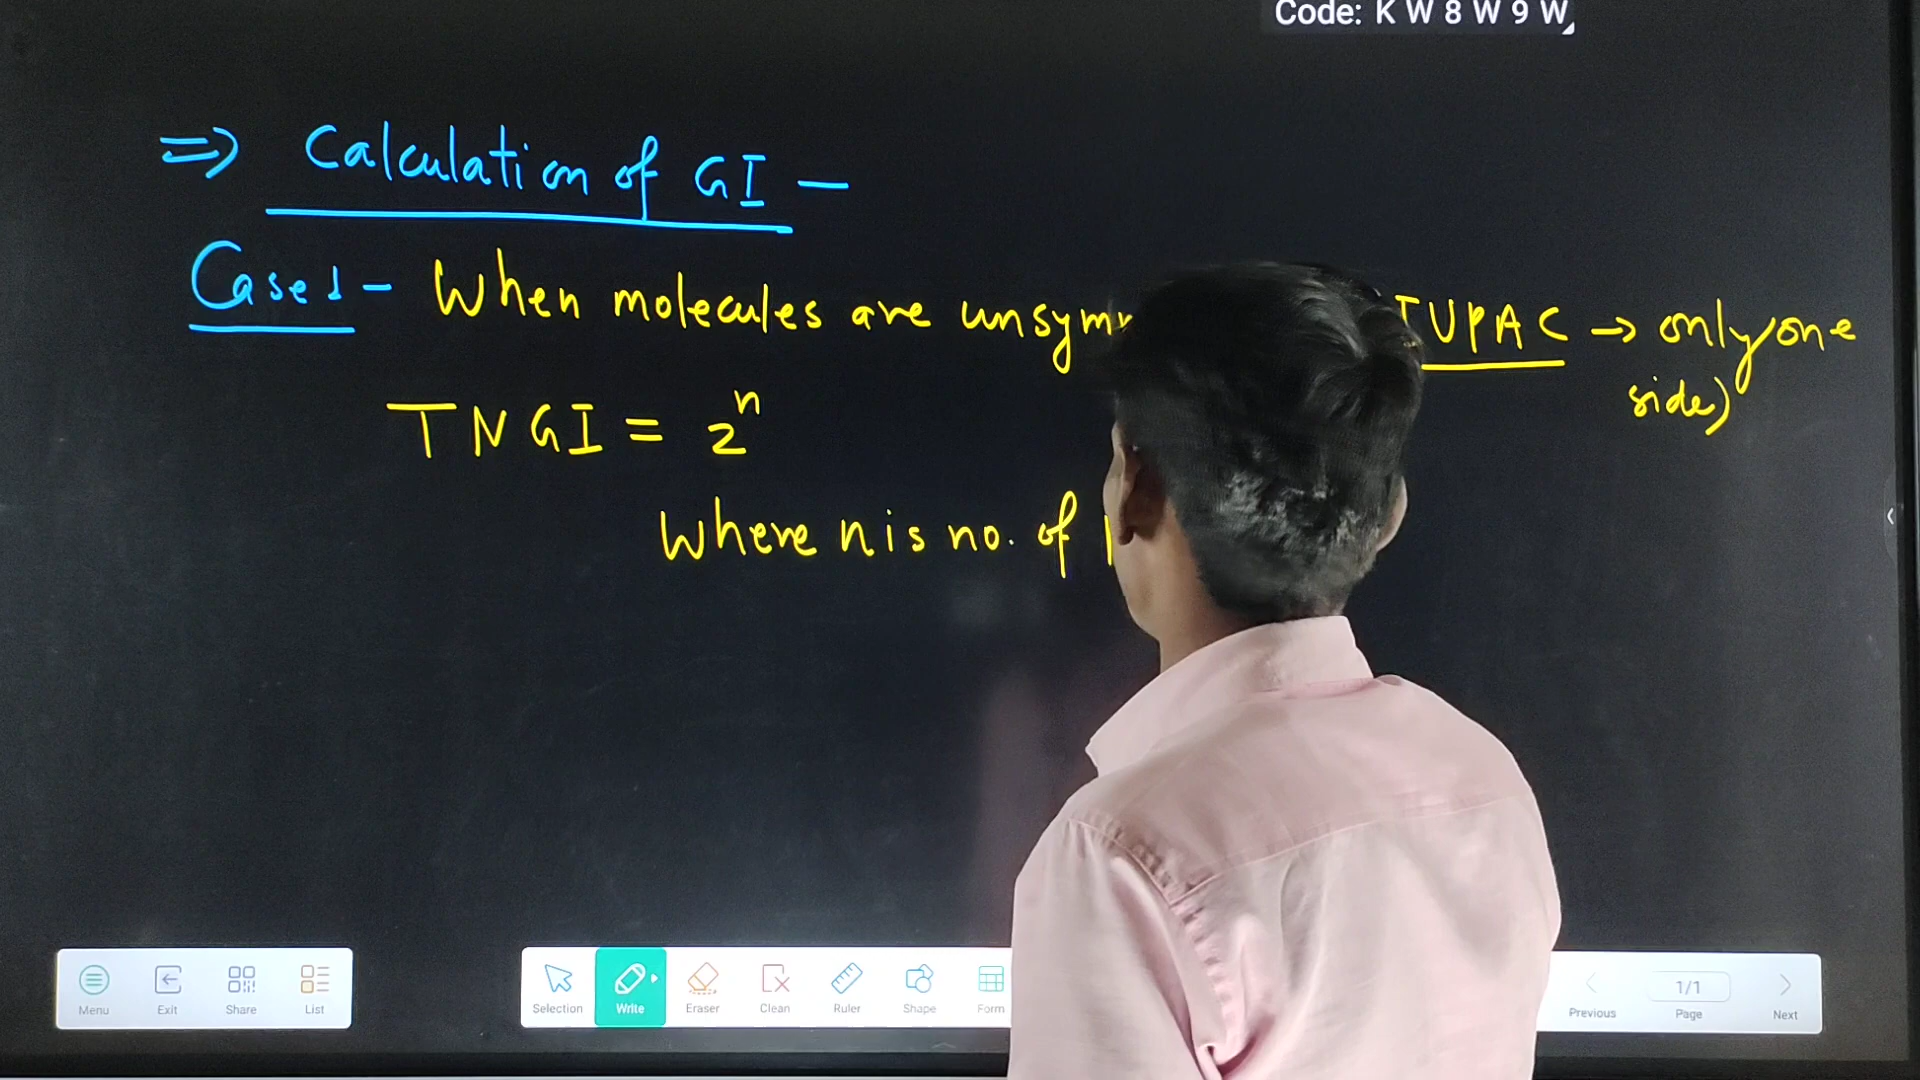 Code: K W 8 W 9 W
⇒ Calculation of GI –
Case 1 - When molecules are IUPAC → only one
side)
TNGI = 2ⁿ
Where n is no. of
Menu Exit Share List Selection Write Eraser Clean Ruler Shape Form Previous 1/1 Page Next